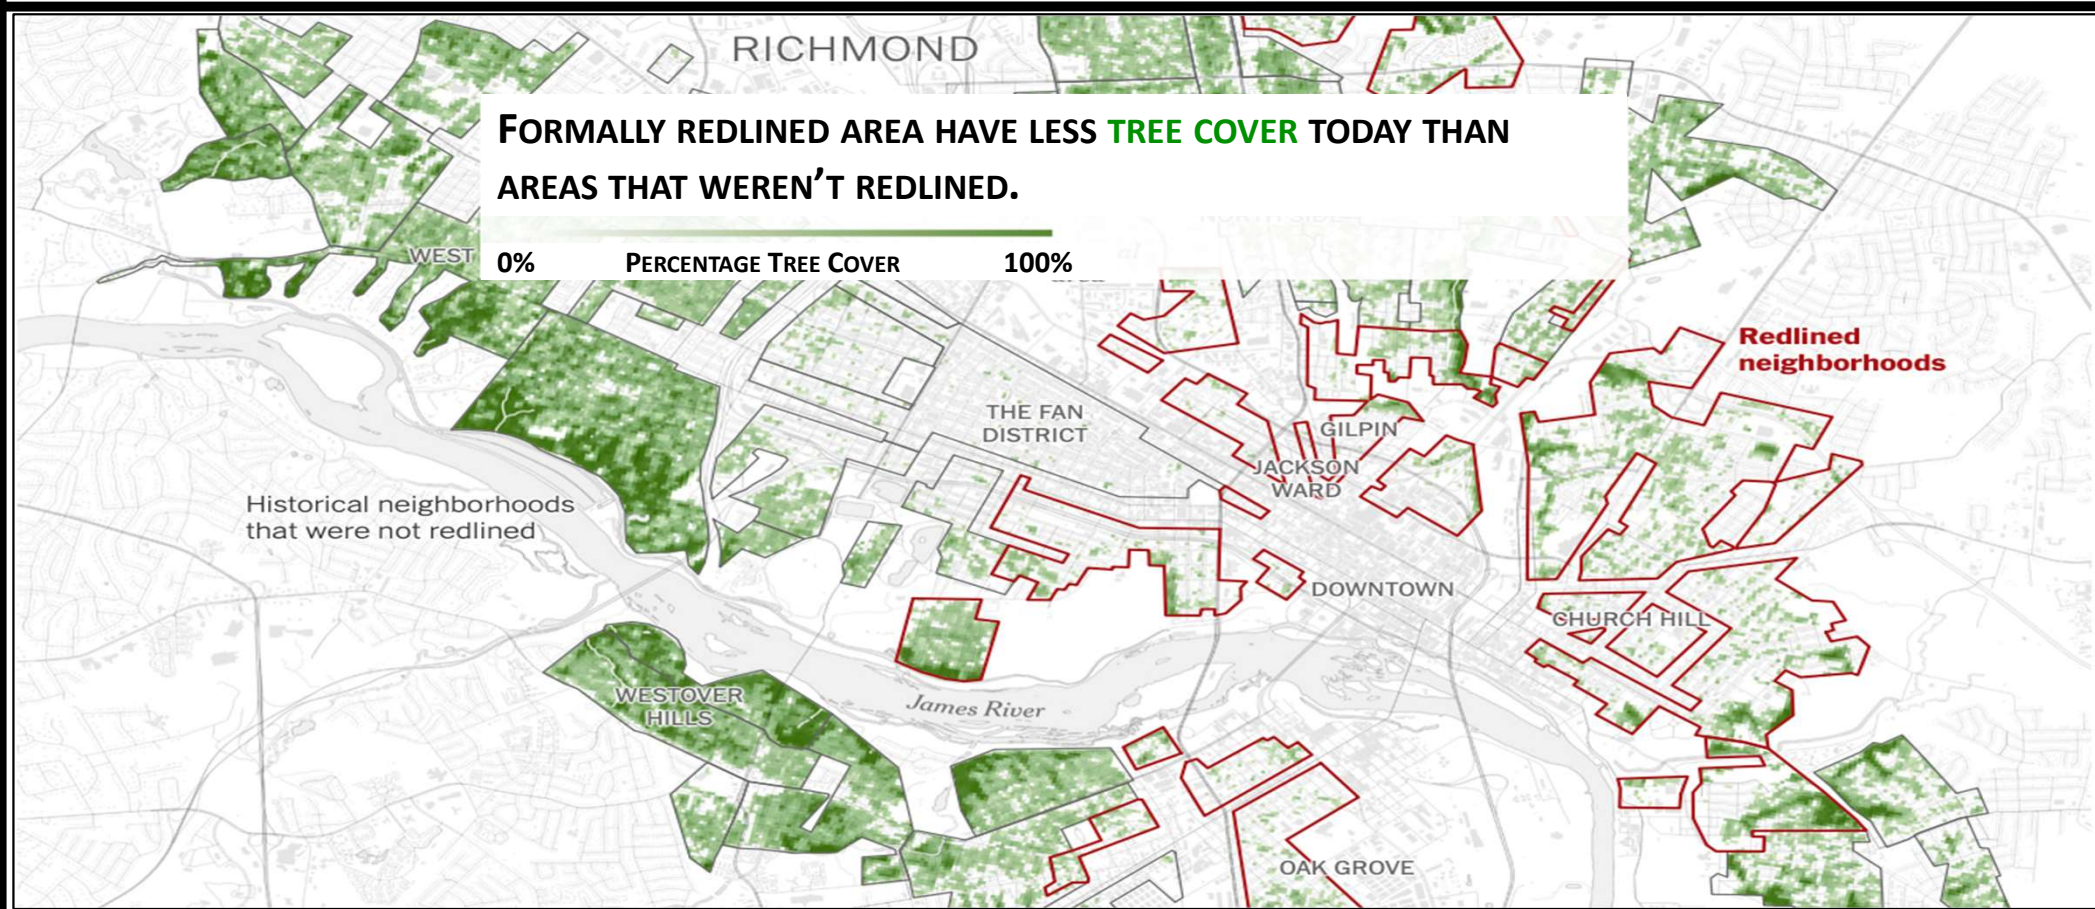 RICHMOND
FORMALLY REDLINED AREA HAVE LESS TREE COVER TODAY THAN
AREAS THAT WEREN'T REDLINED.
NORTH SIDE
WEST
0% PERCENTAGE TREE COVER 100%
Redlined
neighborhoods
THE FAN
DISTRICT
GILPIN
JACKSON
WARD
Historical neighborhoods
that were not redlined
DOWNTOWN
CHURCH HILL
WESTOVER
HILLS
James River
OAK GROVE